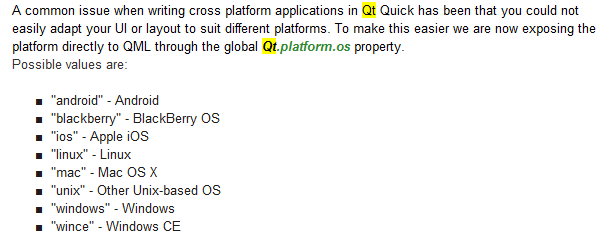 A common issue when writing cross platform applications in Qt Quick has been that you could not
easily adapt your UI or layout to suit different platforms. To make this easier we are now exposing the
platform directly to QML through the global Qt.platform.os property.
Possible values are:
▪ "android" - Android
▪ "blackberry" - BlackBerry OS
▪ "ios" - Apple iOS
▪ "linux" - Linux
▪ "mac" - Mac OS X
▪ "unix" - Other Unix-based OS
▪ "windows" - Windows
▪ "wince" - Windows CE